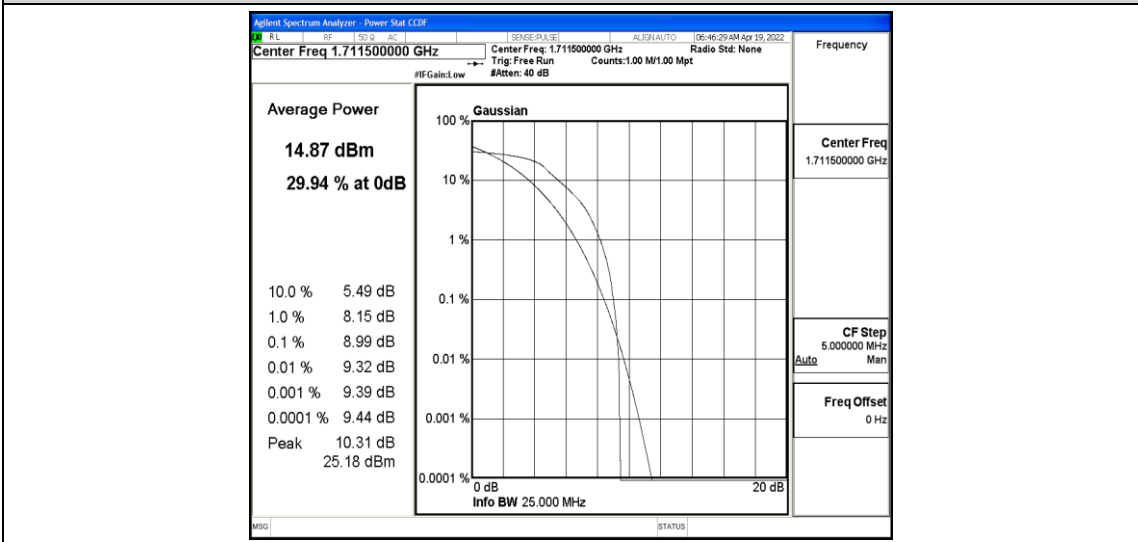 Agilent Spectrum Analyzer - Power Stat CCDF
LXI RL RF 50 Ω AC SENSE:PULSE ALIGNAUTO 06:46:29 AM Apr 19, 2022
Center Freq 1.711500000 GHz
Center Freq: 1.711500000 GHz Radio Std: None
Trig: Free Run Counts:1.00 M/1.00 Mpt
#IFGain:Low #Atten: 40 dB
Frequency
Average Power
14.87 dBm
29.94 % at 0dB
10.0 % 5.49 dB
1.0 % 8.15 dB
0.1 % 8.99 dB
0.01 % 9.32 dB
0.001 % 9.39 dB
0.0001 % 9.44 dB
Peak 10.31 dB
25.18 dBm
Gaussian
100 %
10 %
1 %
0.1 %
0.01 %
0.001 %
0.0001 %
0 dB 20 dB
Info BW 25.000 MHz
Center Freq
1.711500000 GHz
CF Step
5.000000 MHz
Auto Man
Freq Offset
0 Hz
MSG STATUS